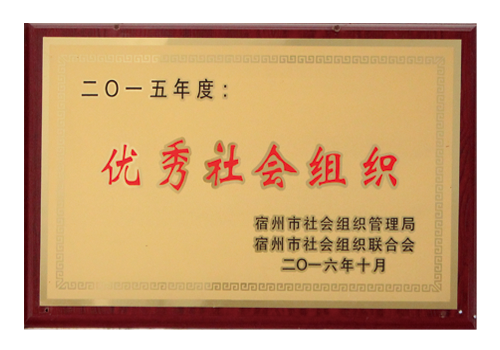 二〇一五年度：
优秀社会组织
宿州市社会组织管理局
宿州市社会组织联合会
二〇一六年十月